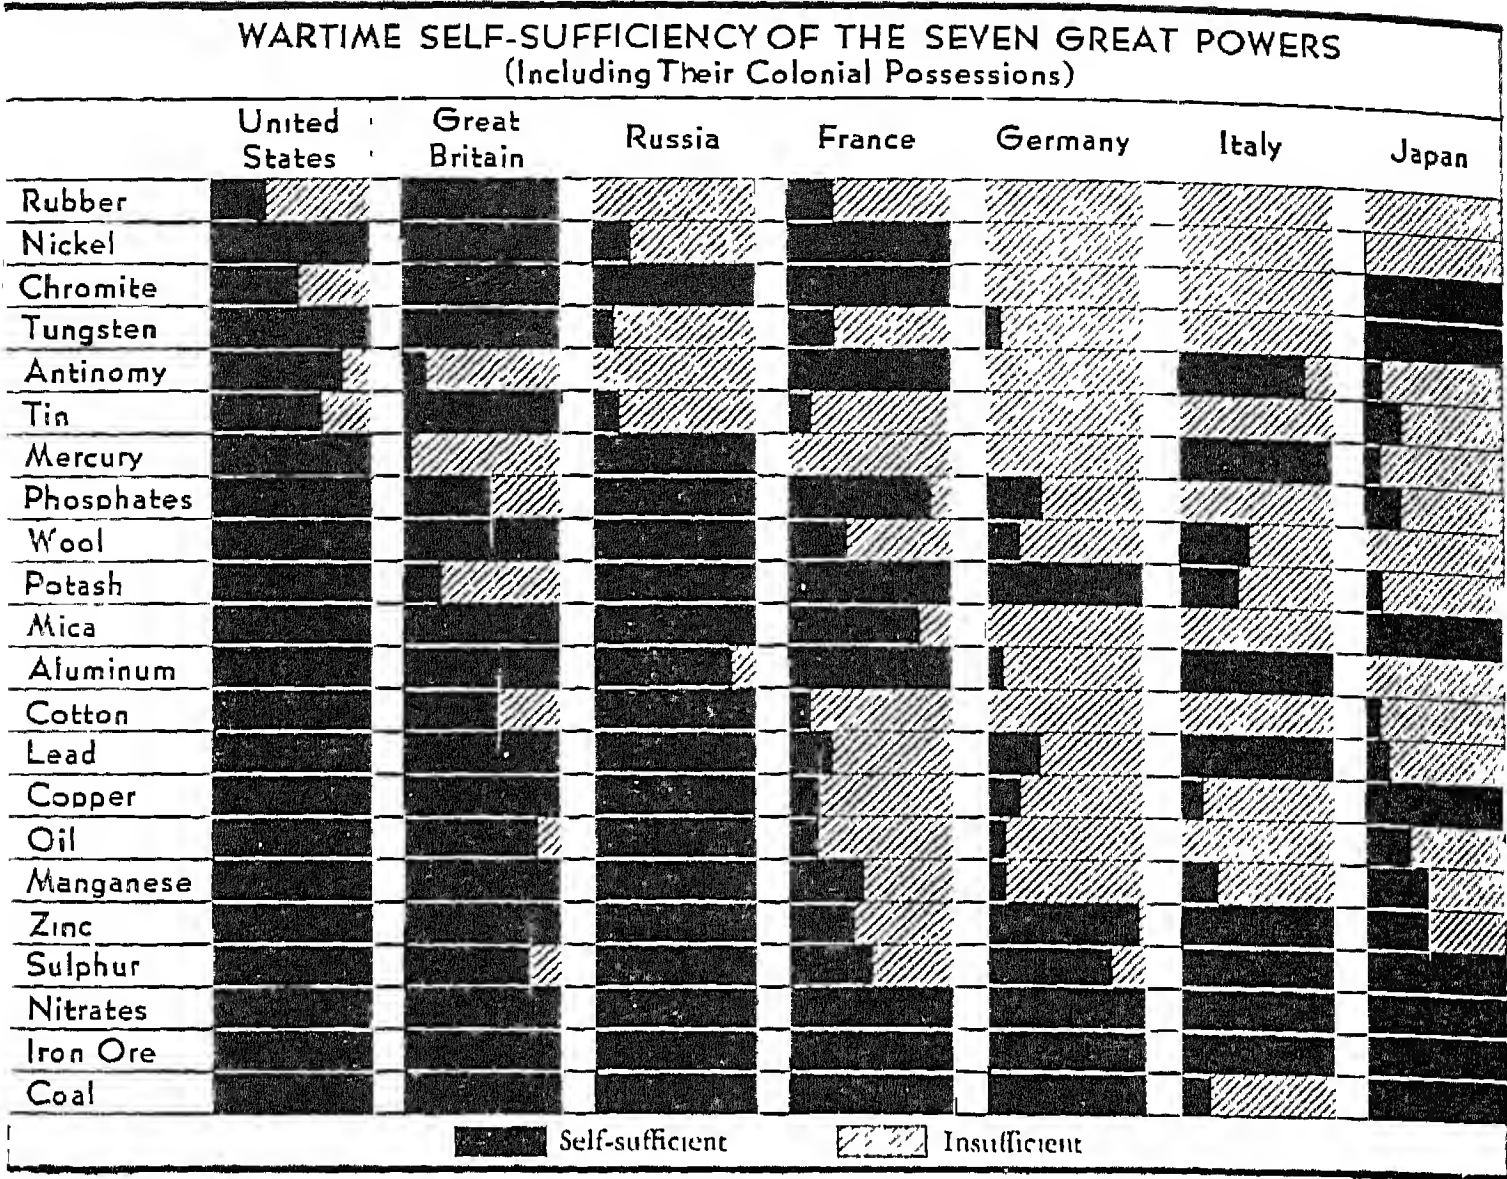 WARTIME SELF-SUFFICIENCY OF THE SEVEN GREAT POWERS
(Including Their Colonial Possessions)
United States
Great Britain
Russia
France
Germany
Italy
Japan
Rubber
Nickel
Chromite
Tungsten
Antinomy
Tin
Mercury
Phosphates
Wool
Potash
Mica
Aluminum
Cotton
Lead
Copper
Oil
Manganese
Zinc
Sulphur
Nitrates
Iron Ore
Coal
Self-sufficient
Insufficient